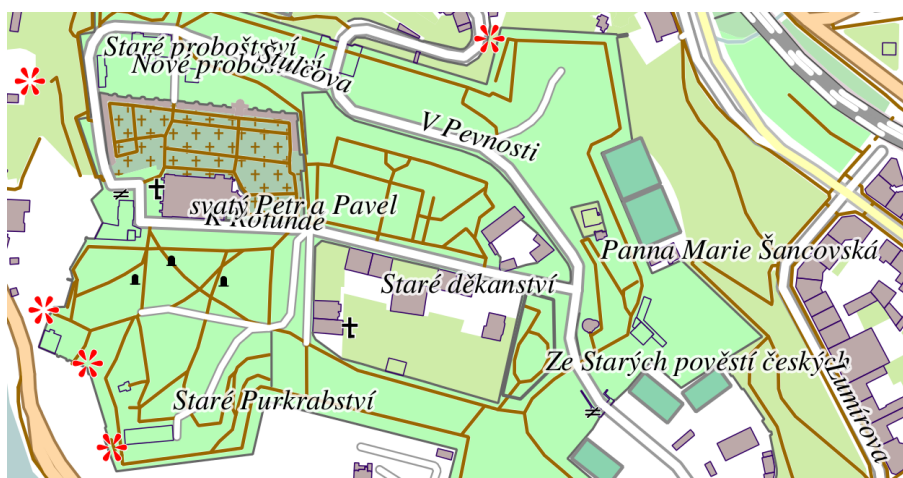 Staré proboštství
Nové proboštství
Štulcova
V Pevnosti
svatý Petr a Pavel
K Rotundě
Panna Marie Šancovská
Staré děkanství
Ze Starých pověstí českých
Lumírova
Staré Purkrabství